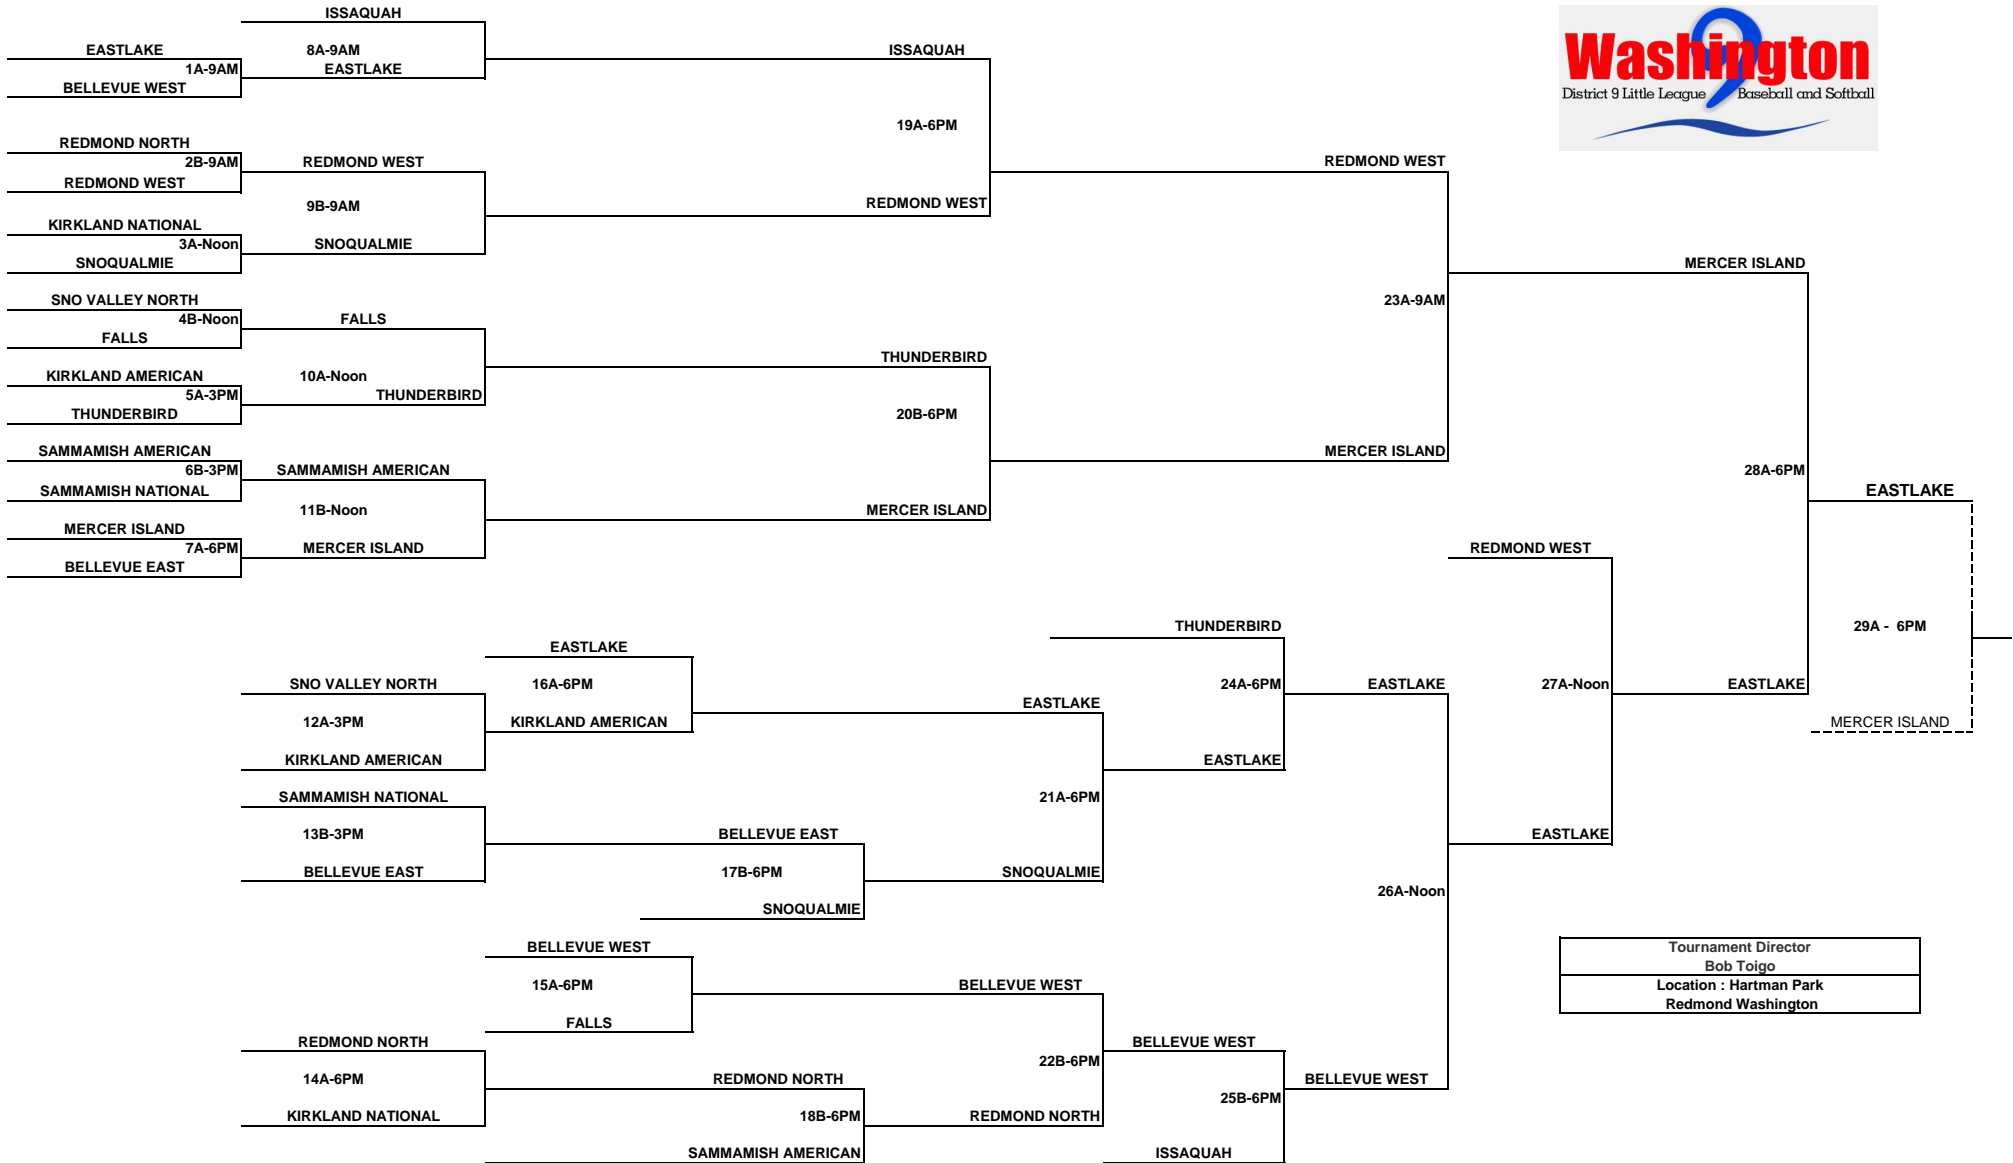 ISSAQUAH
EASTLAKE
8A-9AM
ISSAQUAH
1A-9AM
EASTLAKE
BELLEVUE WEST
Washington
9
District 9 Little League Baseball and Softball
19A-6PM
REDMOND NORTH
2B-9AM
REDMOND WEST
REDMOND WEST
REDMOND WEST
9B-9AM
REDMOND WEST
KIRKLAND NATIONAL
3A-Noon
SNOQUALMIE
SNOQUALMIE
MERCER ISLAND
SNO VALLEY NORTH
23A-9AM
4B-Noon
FALLS
FALLS
THUNDERBIRD
KIRKLAND AMERICAN
10A-Noon
5A-3PM
THUNDERBIRD
THUNDERBIRD
20B-6PM
SAMMAMISH AMERICAN
MERCER ISLAND
6B-3PM
SAMMAMISH AMERICAN
28A-6PM
SAMMAMISH NATIONAL
EASTLAKE
11B-Noon
MERCER ISLAND
MERCER ISLAND
7A-6PM
MERCER ISLAND
REDMOND WEST
BELLEVUE EAST
THUNDERBIRD
29A - 6PM
EASTLAKE
SNO VALLEY NORTH
16A-6PM
24A-6PM
EASTLAKE
27A-Noon
EASTLAKE
EASTLAKE
12A-3PM
KIRKLAND AMERICAN
MERCER ISLAND
KIRKLAND AMERICAN
EASTLAKE
SAMMAMISH NATIONAL
21A-6PM
13B-3PM
BELLEVUE EAST
EASTLAKE
BELLEVUE EAST
17B-6PM
SNOQUALMIE
26A-Noon
SNOQUALMIE
BELLEVUE WEST
Tournament Director
Bob Toigo
15A-6PM
BELLEVUE WEST
Location : Hartman Park
Redmond Washington
FALLS
REDMOND NORTH
BELLEVUE WEST
22B-6PM
14A-6PM
REDMOND NORTH
BELLEVUE WEST
25B-6PM
KIRKLAND NATIONAL
18B-6PM
REDMOND NORTH
SAMMAMISH AMERICAN
ISSAQUAH